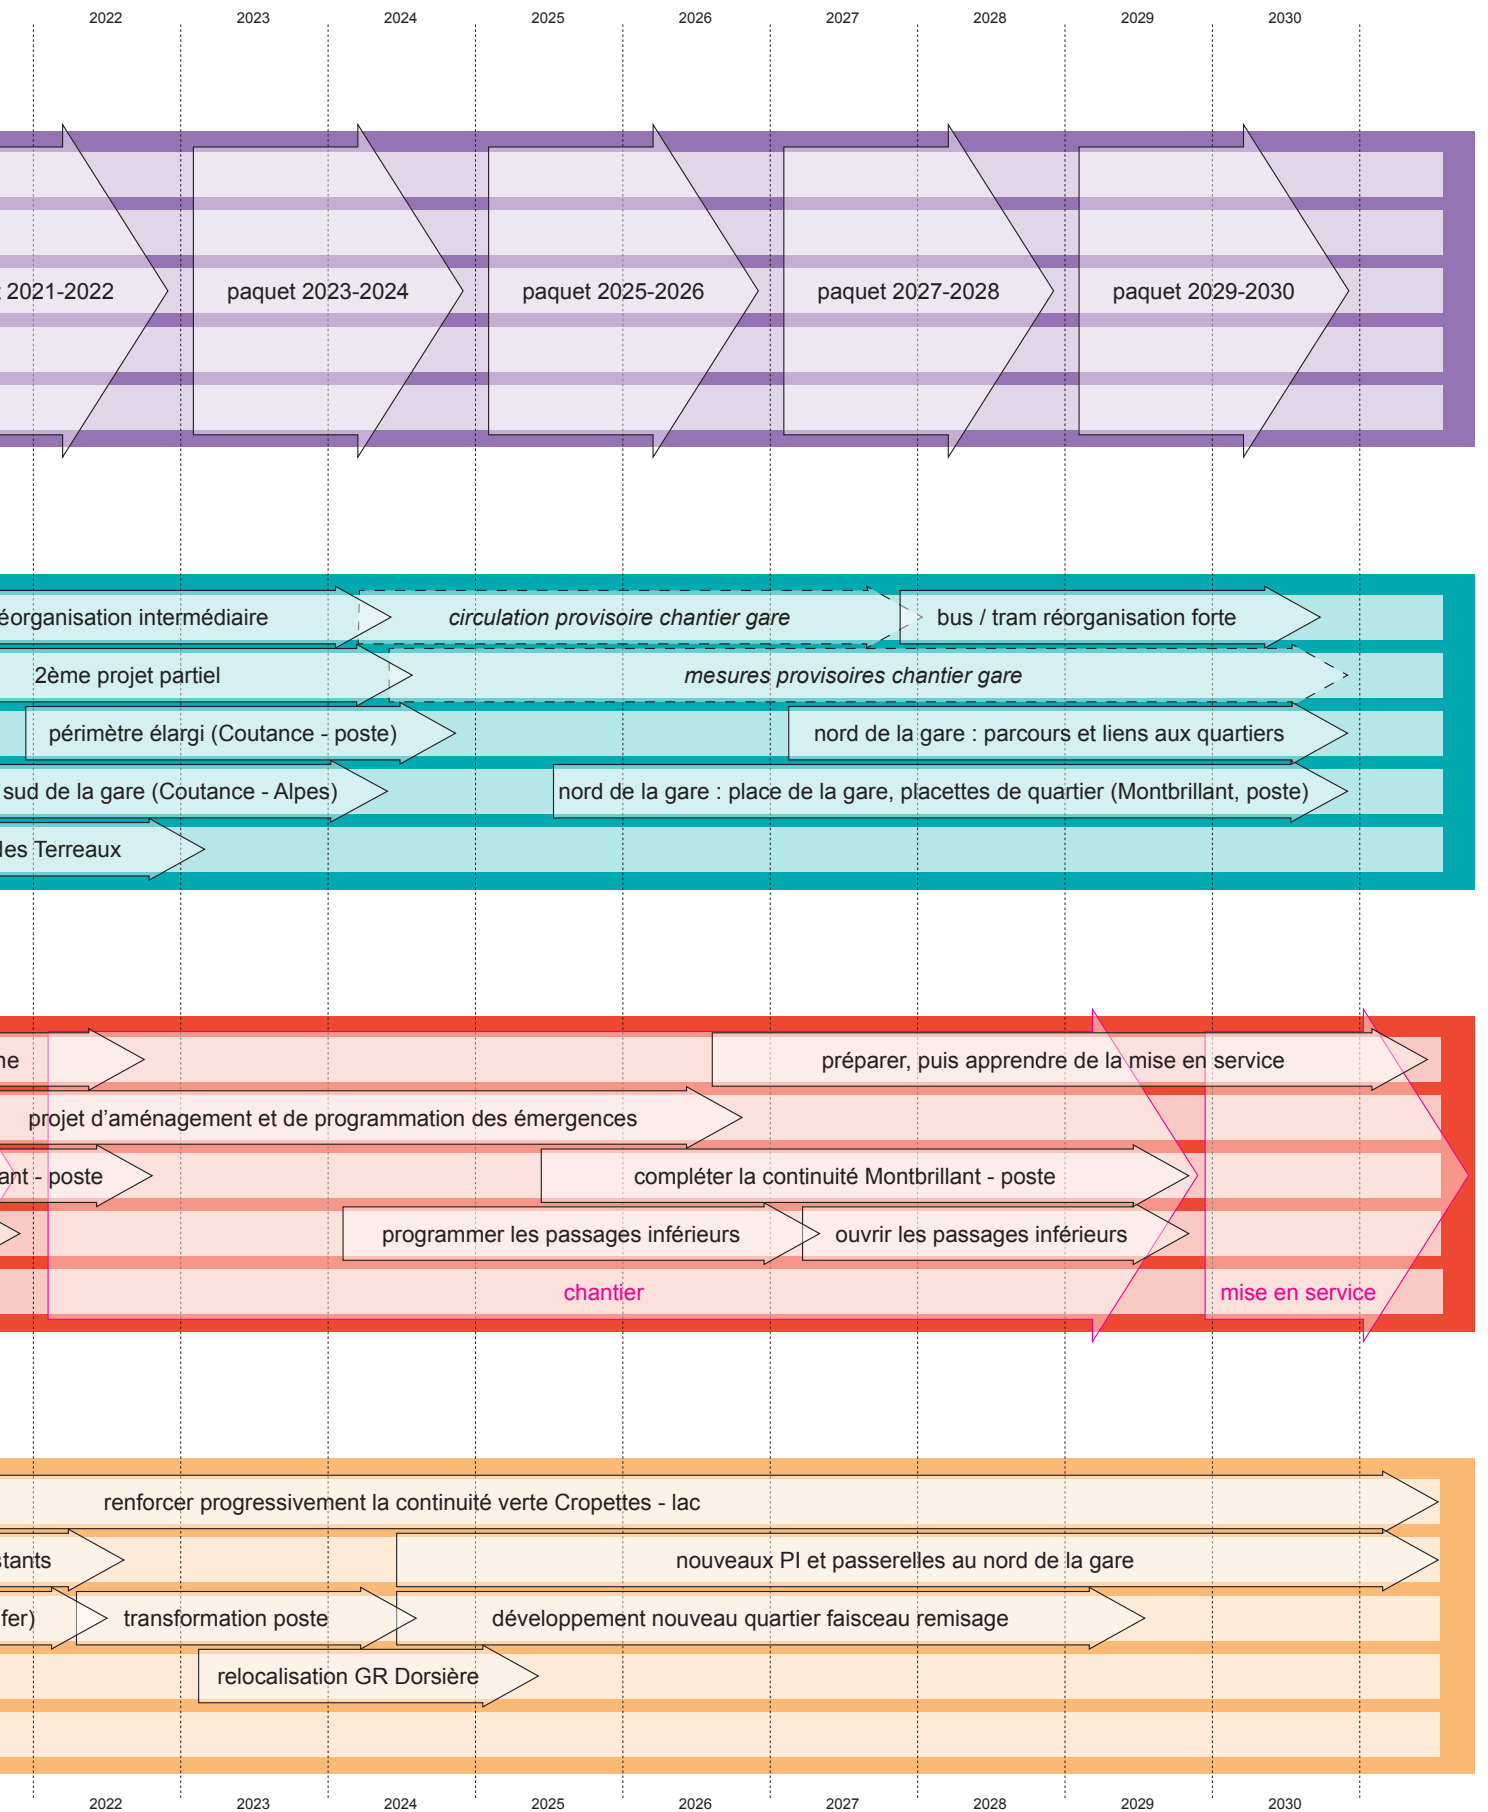 2022 2023 2024 2025 2026 2027 2028 2029 2030
2021-2022 paquet 2023-2024 paquet 2025-2026 paquet 2027-2028 paquet 2029-2030
éorganisation intermédiaire circulation provisoire chantier gare bus / tram réorganisation forte
2ème projet partiel mesures provisoires chantier gare
périmètre élargi (Coutance - poste) nord de la gare : parcours et liens aux quartiers
sud de la gare (Coutance - Alpes) nord de la gare : place de la gare, placettes de quartier (Montbrillant, poste)
les Terreaux
ne préparer, puis apprendre de la mise en service
projet d’aménagement et de programmation des émergences
ant - poste compléter la continuité Montbrillant - poste
programmer les passages inférieurs ouvrir les passages inférieurs
chantier mise en service
renforcer progressivement la continuité verte Cropettes - lac
stants nouveaux PI et passerelles au nord de la gare
fer) transformation poste développement nouveau quartier faisceau remisage
relocalisation GR Dorsière
2022 2023 2024 2025 2026 2027 2028 2029 2030